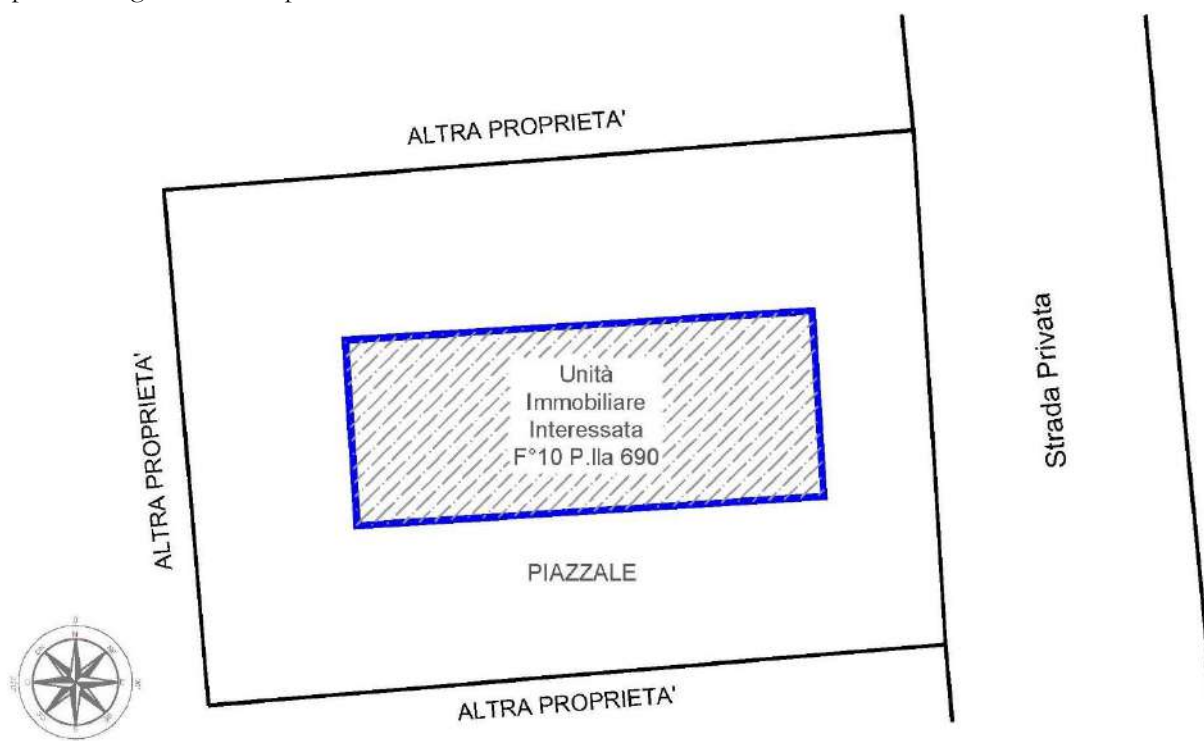 ALTRA PROPRIETA'
ALTRA PROPRIETA'
Unità
Immobiliare
Interessata
F°10 P.lla 690
Strada Privata
PIAZZALE
ALTRA PROPRIETA'
N